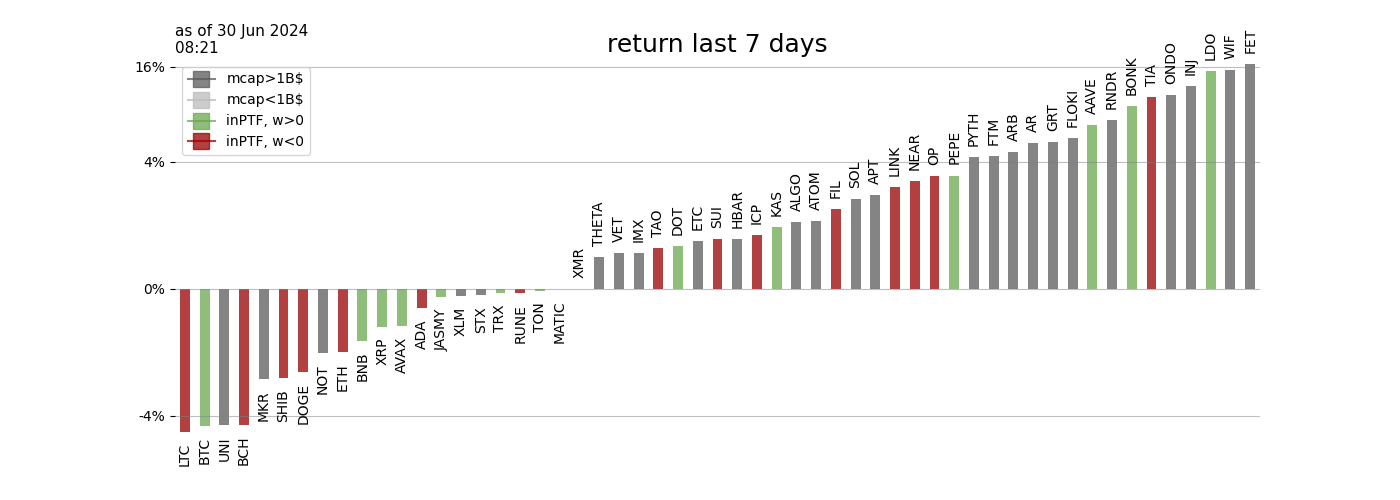 as of 30 Jun 2024
08:21
return last 7 days
16%
4%
0%
-4%
mcap>1B$
mcap<1B$
inPTF, w>0
inPTF, w<0
LTC
BTC
UNI
BCH
MKR
SHIB
DOGE
NOT
ETH
BNB
XRP
AVAX
ADA
JASMY
XLM
STX
TRX
RUNE
TON
MATIC
XMR
THETA
VET
IMX
TAO
DOT
ETC
SUI
HBAR
ICP
KAS
ALGO
ATOM
FIL
SOL
APT
LINK
NEAR
OP
PEPE
PYTH
FTM
ARB
AR
GRT
FLOKI
AAVE
RNDR
BONK
TIA
ONDO
INJ
LDO
WIF
FET